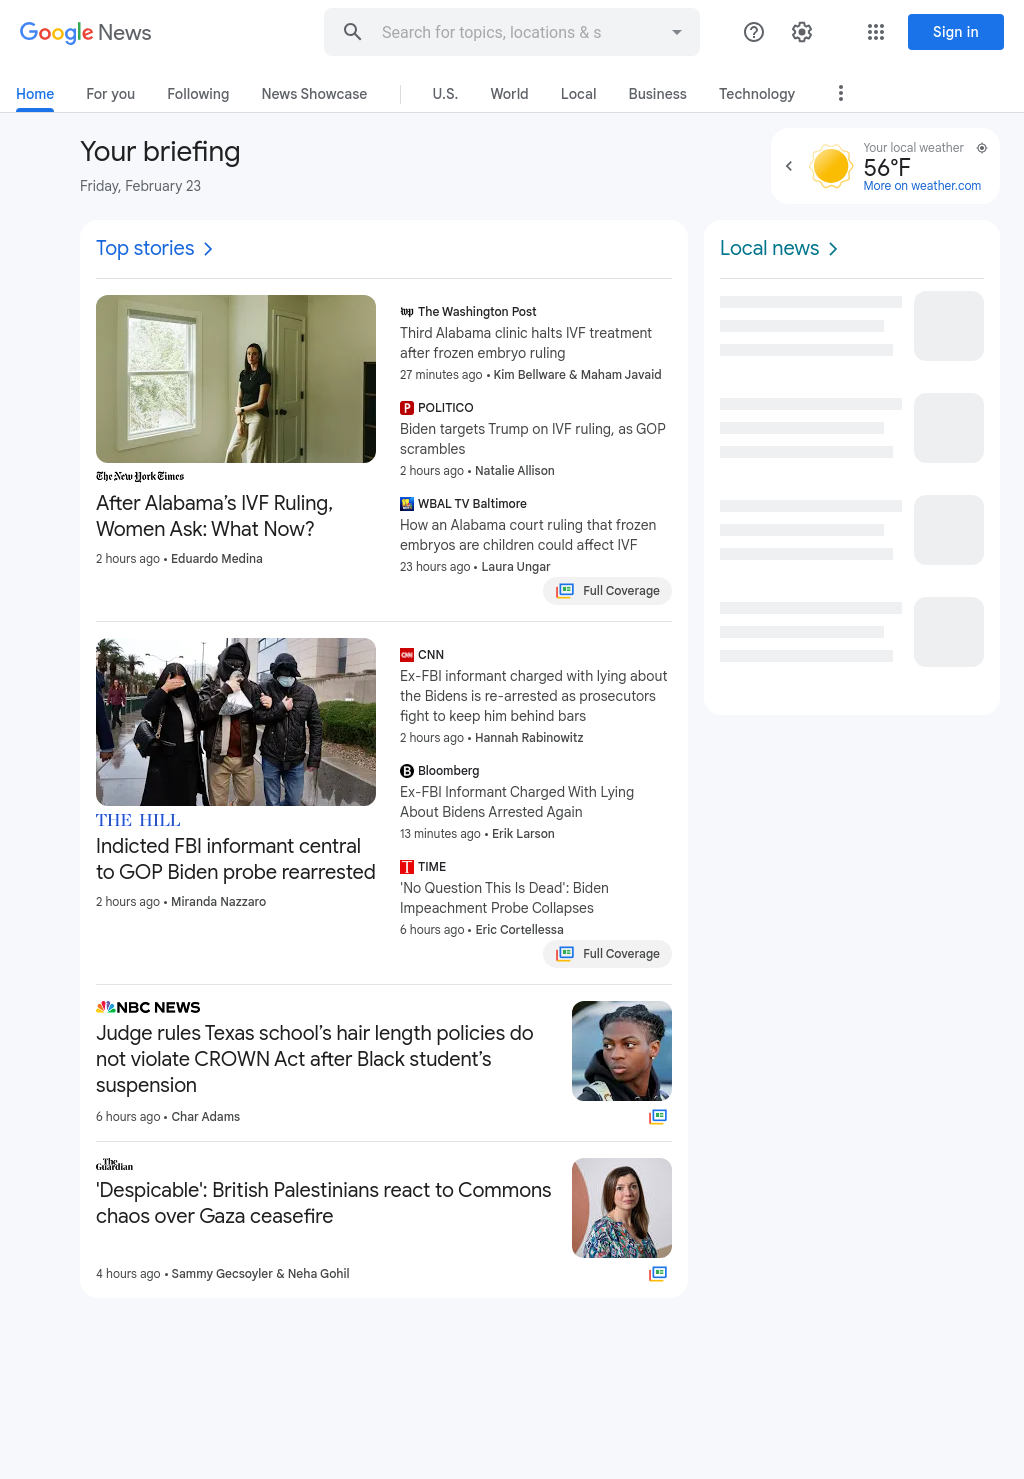 Google News
Search for topics, locations & s
Sign in
Home
For you
Following
News Showcase
U.S.
World
Local
Business
Technology
Your briefing
Friday, February 23
Your local weather
56°F
More on weather.com
Top stories
The New York Times
After Alabama’s IVF Ruling,
Women Ask: What Now?
2 hours ago • Eduardo Medina
The Washington Post
Third Alabama clinic halts IVF treatment
after frozen embryo ruling
27 minutes ago • Kim Bellware & Maham Javaid
POLITICO
Biden targets Trump on IVF ruling, as GOP
scrambles
2 hours ago • Natalie Allison
WBAL TV Baltimore
How an Alabama court ruling that frozen
embryos are children could affect IVF
23 hours ago • Laura Ungar
Full Coverage
THE HILL
Indicted FBI informant central
to GOP Biden probe rearrested
2 hours ago • Miranda Nazzaro
CNN
Ex-FBI informant charged with lying about
the Bidens is re-arrested as prosecutors
fight to keep him behind bars
2 hours ago • Hannah Rabinowitz
Bloomberg
Ex-FBI Informant Charged With Lying
About Bidens Arrested Again
13 minutes ago • Erik Larson
TIME
'No Question This Is Dead': Biden
Impeachment Probe Collapses
6 hours ago • Eric Cortellessa
Full Coverage
NBC NEWS
Judge rules Texas school’s hair length policies do
not violate CROWN Act after Black student’s
suspension
6 hours ago • Char Adams
The
Guardian
'Despicable': British Palestinians react to Commons
chaos over Gaza ceasefire
4 hours ago • Sammy Gecsoyler & Neha Gohil
Local news